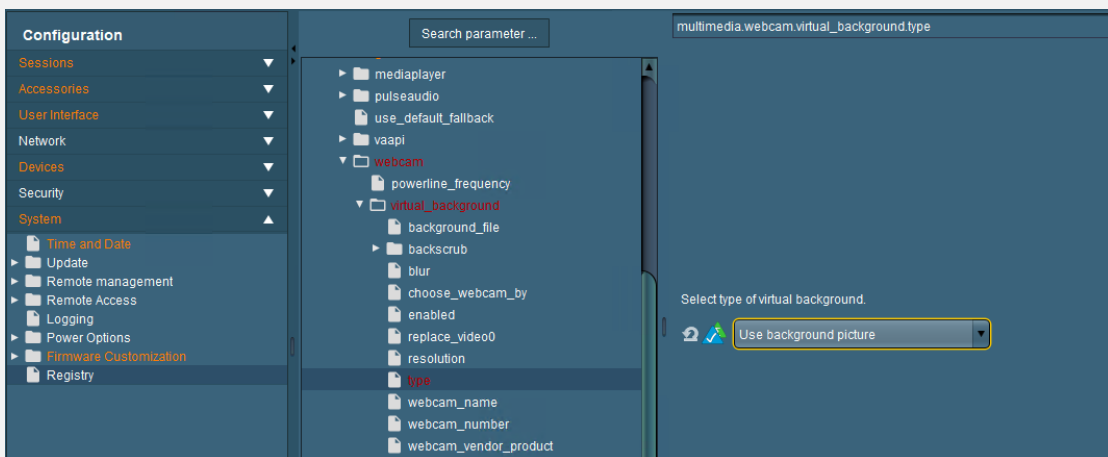 Configuration
Sessions
Accessories
User Interface
Network
Devices
Security
System
Time and Date
Update
Remote management
Remote Access
Logging
Power Options
Firmware Customization
Registry
Search parameter ...
mediaplayer
pulseaudio
use_default_fallback
vaapi
webcam
powerline_frequency
virtual_background
background_file
backscrub
blur
choose_webcam_by
enabled
replace_video0
resolution
type
webcam_name
webcam_number
webcam_vendor_product
multimedia.webcam.virtual_background.type
Select type of virtual background.
Use background picture